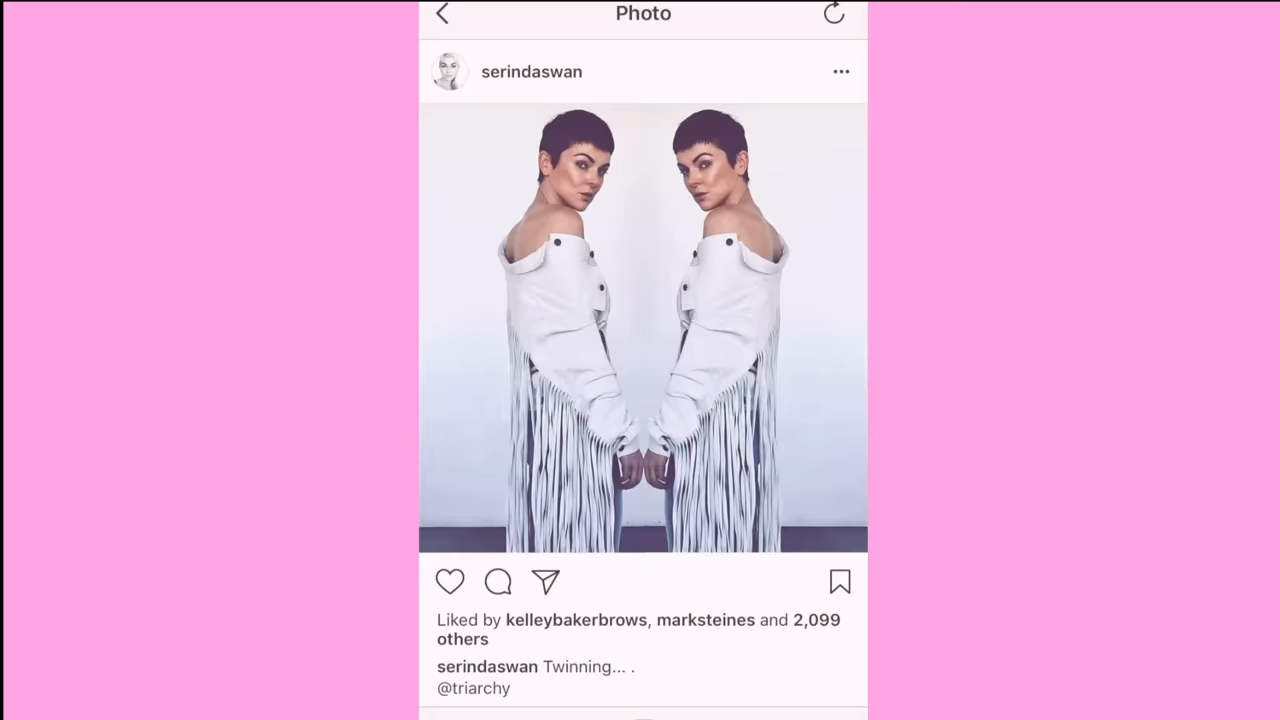 Photo
serindaswan
Liked by kelleybakerbrows, marksteines and 2,099
others
serindaswan Twinning... .
@triarchy